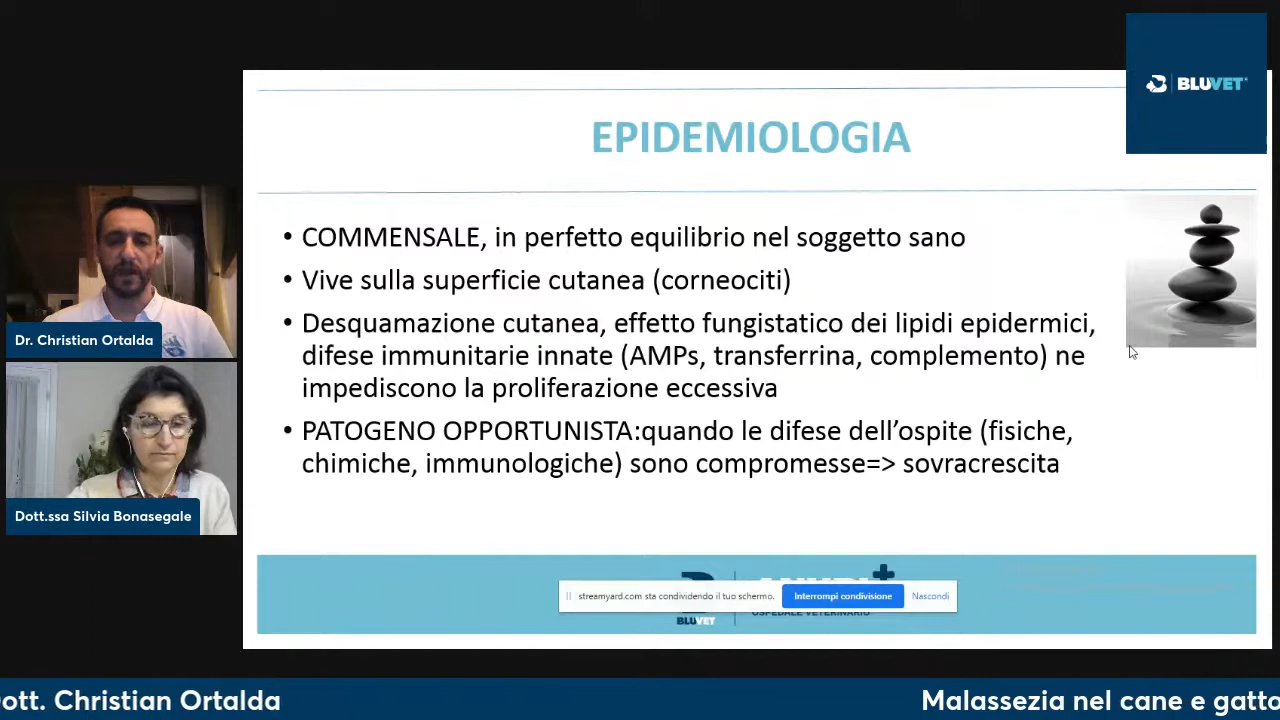 BLUVET
EPIDEMIOLOGIA
• COMMENSALE, in perfetto equilibrio nel soggetto sano
• Vive sulla superficie cutanea (corneociti)
• Desquamazione cutanea, effetto fungistatico dei lipidi epidermici,
difese immunitarie innate (AMPs, transferrina, complemento) ne
impediscono la proliferazione eccessiva
• PATOGENO OPPORTUNISTA:quando le difese dell’ospite (fisiche,
chimiche, immunologiche) sono compromesse=> sovracrescita
Dr. Christian Ortalda
Dott.ssa Silvia Bonasegale
streamyard.com sta condividendo il tuo schermo.
Interrompi condivisione
Nascondi
OSPEDALE VETERINARIO
BLUVET
ott. Christian Ortalda
Malassezia nel cane e gatto